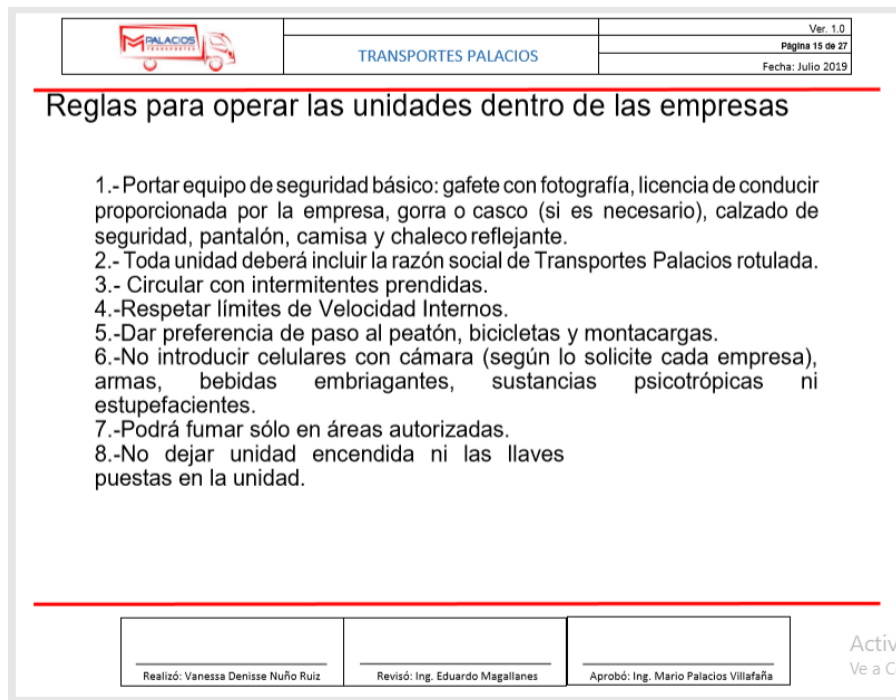 PALACIOS
TRANSPORTES
TRANSPORTES PALACIOS
Ver. 1.0
Página 15 de 27
Fecha: Julio 2019
Reglas para operar las unidades dentro de las empresas
1.- Portar equipo de seguridad básico: gafete con fotografía, licencia de conducir
proporcionada por la empresa, gorra o casco (si es necesario), calzado de
seguridad, pantalón, camisa y chaleco reflejante.
2.- Toda unidad deberá incluir la razón social de Transportes Palacios rotulada.
3.- Circular con intermitentes prendidas.
4.-Respetar límites de Velocidad Internos.
5.-Dar preferencia de paso al peatón, bicicletas y montacargas.
6.-No introducir celulares con cámara (según lo solicite cada empresa),
armas, bebidas embriagantes, sustancias psicotrópicas ni
estupefacientes.
7.-Podrá fumar sólo en áreas autorizadas.
8.-No dejar unidad encendida ni las llaves
puestas en la unidad.
Realizó: Vanessa Denisse Nuño Ruiz
Revisó: Ing. Eduardo Magallanes
Aprobó: Ing. Mario Palacios Villafaña
Activ
Ve a C